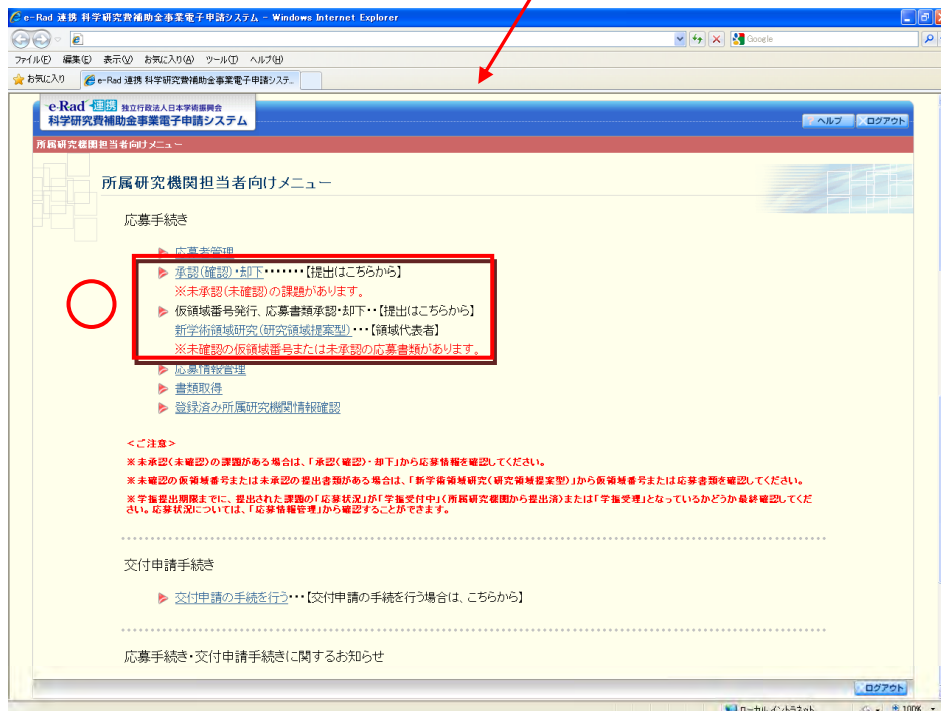 e-Rad 連携 科学研究費補助金事業電子申請システム - Windows Internet Explorer
Google
ファイル(F) 編集(E) 表示(V) お気に入り(A) ツール(T) ヘルプ(H)
お気に入り e-Rad 連携 科学研究費補助金事業電子申請システ...
e-Rad 連携 独立行政法人日本学術振興会
科学研究費補助金事業電子申請システム
ヘルプ ログアウト
所属研究機関担当者向けメニュー
所属研究機関担当者向けメニュー
応募手続き
応募者管理
承認(確認)・却下・・・・・・・【提出はこちらから】
※未承認(未確認)の課題があります。
仮領域番号発行、応募書類承認・却下・・【提出はこちらから】
新学術領域研究(研究領域提案型)・・・【領域代表者】
※未確認の仮領域番号または未承認の応募書類があります。
応募情報管理
書類取得
登録済み所属研究機関情報確認
<ご注意>
※未承認(未確認)の課題がある場合は、「承認(確認)・却下」から応募情報を確認してください。
※未確認の仮領域番号または未承認の提出書類がある場合は、「新学術領域研究(研究領域提案型)」から仮領域番号または応募書類を確認してください。
※学振提出期限までに、提出された課題の「応募状況」が「学振受付中」(所属研究機関から提出済)または「学振受理」となっているかどうか最終確認してくだ
さい。応募状況については、「応募情報管理」から確認することができます。
交付申請手続き
交付申請の手続を行う・・・【交付申請の手続を行う場合は、こちらから】
応募手続き・交付申請手続きに関するお知らせ
ログアウト
ローカル イントラネット 100%